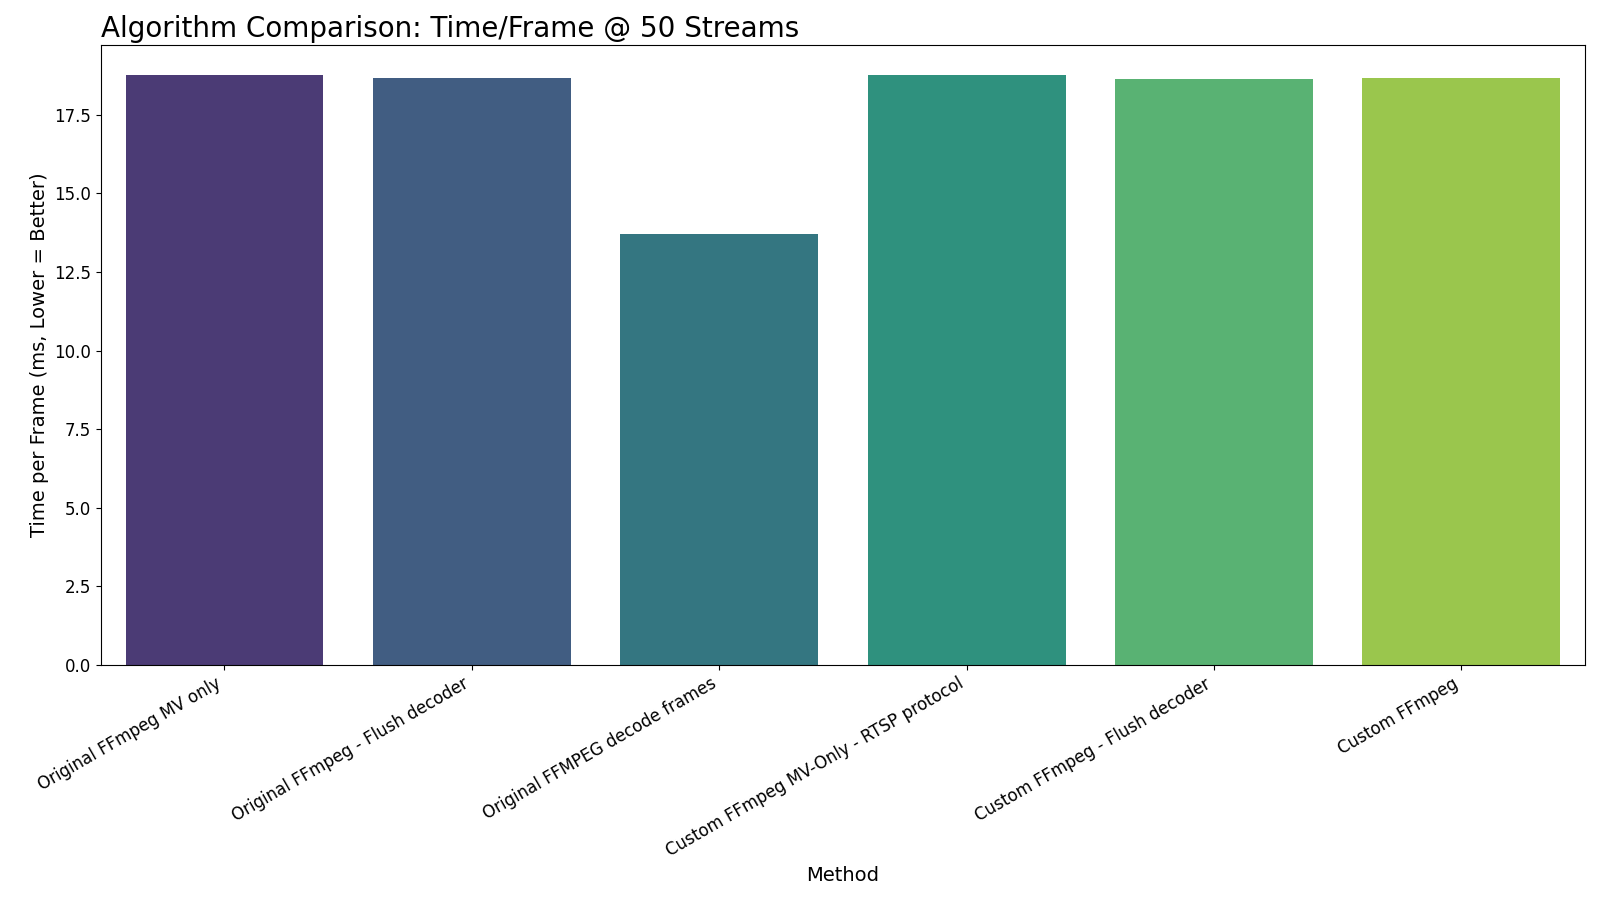 Algorithm Comparison: Time/Frame @ 50 Streams
Time per Frame (ms, Lower = Better)
17.5
15.0
12.5
10.0
7.5
5.0
2.5
0.0
Original FFmpeg MV only
Original FFmpeg - Flush decoder
Original FFMPEG decode frames
Custom FFmpeg MV-Only - RTSP protocol
Custom FFmpeg - Flush decoder
Custom FFmpeg
Method